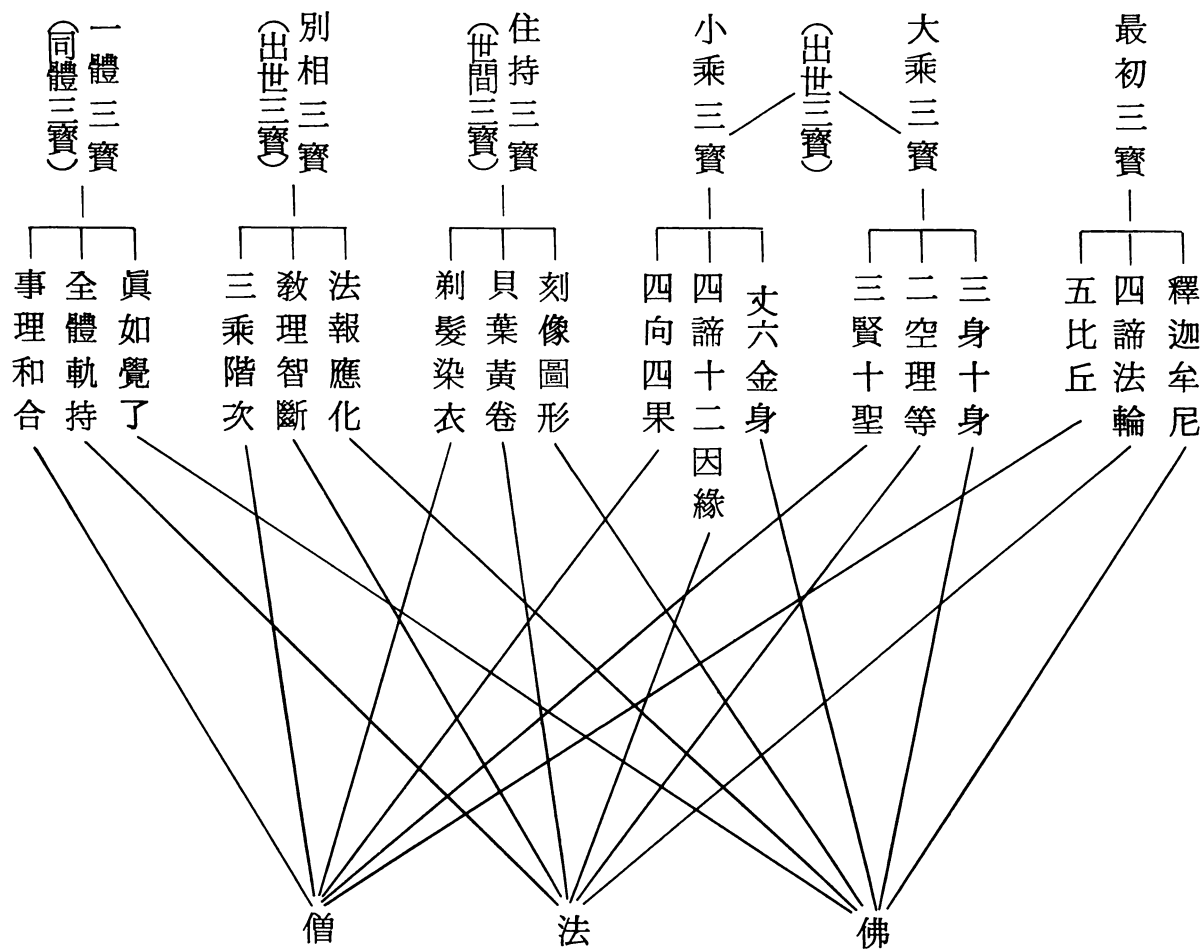 最初三寶
大乘三寶
（出世三寶）
小乘三寶
住持三寶
（世間三寶）
別相三寶
（出世三寶）
一體三寶
（同體三寶）
釋迦牟尼
四諦法輪
五比丘
三身十身
二空理等
三賢十聖
丈六金身
四諦十二因緣
四向四果
刻像圖形
貝葉黃卷
剃髮染衣
法報應化
教理智斷
三乘階次
眞如覺了
全體軌持
事理和合
佛
法
僧